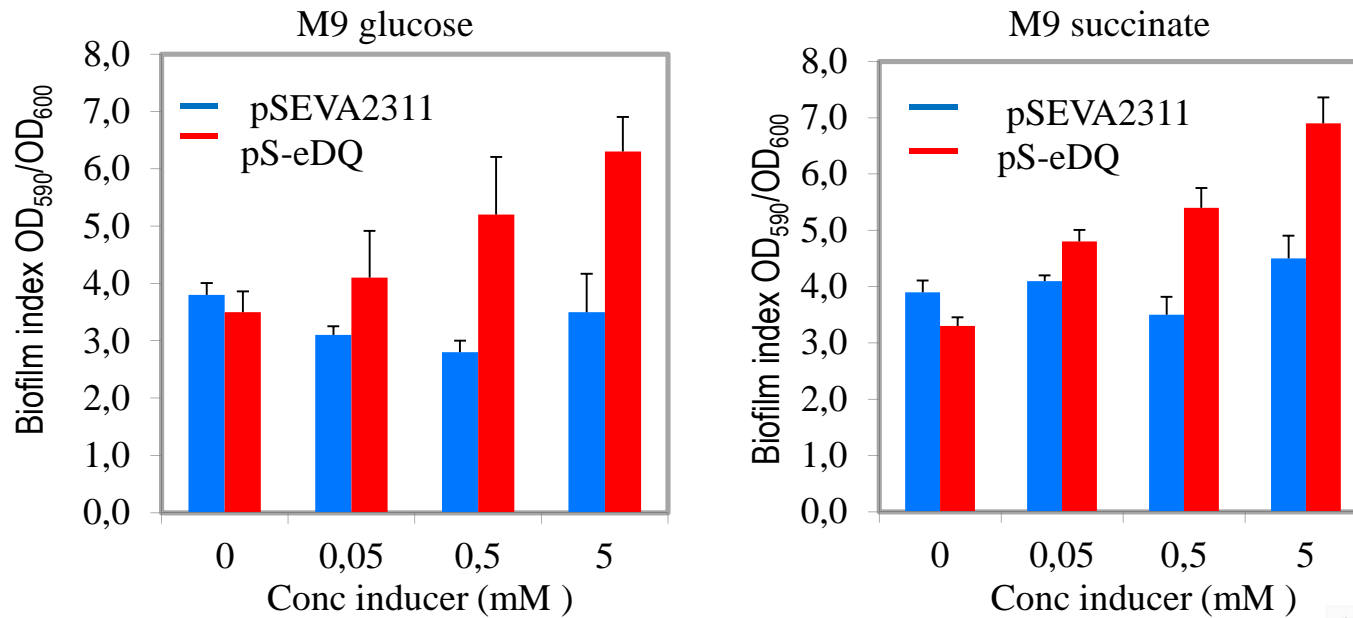 M9 glucose
8,0
7,0
6,0
5,0
4,0
3,0
2,0
1,0
0,0
Biofilm index OD590/OD600
pSEVA2311
pS-eDQ
0 0,05 0,5 5
Conc inducer (mM )
M9 succinate
8,0
7,0
6,0
5,0
4,0
3,0
2,0
1,0
0,0
Biofilm index OD590/OD600
pSEVA2311
pS-eDQ
0 0,05 0,5 5
Conc inducer (mM )